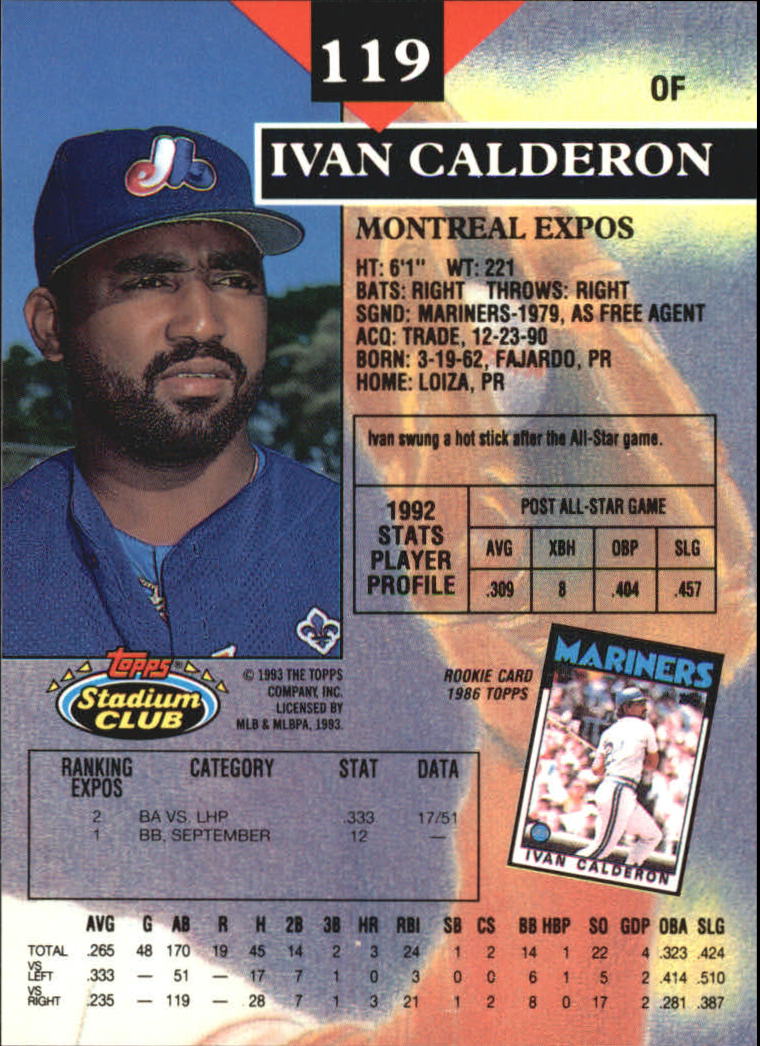 119
OF
IVAN CALDERON
MONTREAL EXPOS
HT: 6'1" WT: 221
BATS: RIGHT THROWS: RIGHT
SGND: MARINERS-1979, AS FREE AGENT
ACQ: TRADE, 12-23-90
BORN: 3-19-62, FAJARDO, PR
HOME: LOIZA, PR
Ivan swung a hot stick after the All-Star game.
1992 STATS PLAYER PROFILE
POST ALL-STAR GAME
AVG XBH OBP SLG
.309 8 .404 .457
Topps®
Stadium
CLUB
© 1993 THE TOPPS
COMPANY, INC.
LICENSED BY
MLB & MLBPA, 1993.
ROOKIE CARD
1986 TOPPS
MARINERS
IVAN CALDERON
RANKING EXPOS CATEGORY STAT DATA
2 BA VS. LHP .333 17/51
1 BB, SEPTEMBER 12 —
AVG G AB R H 2B 3B HR RBI SB CS BB HBP SO GDP OBA SLG
TOTAL .265 48 170 19 45 14 2 3 24 1 2 14 1 22 4 .323 .424
VS LEFT .333 — 51 — 17 7 1 0 3 0 0 6 1 5 2 .414 .510
VS RIGHT .235 — 119 — 28 7 1 3 21 1 2 8 0 17 2 .281 .387